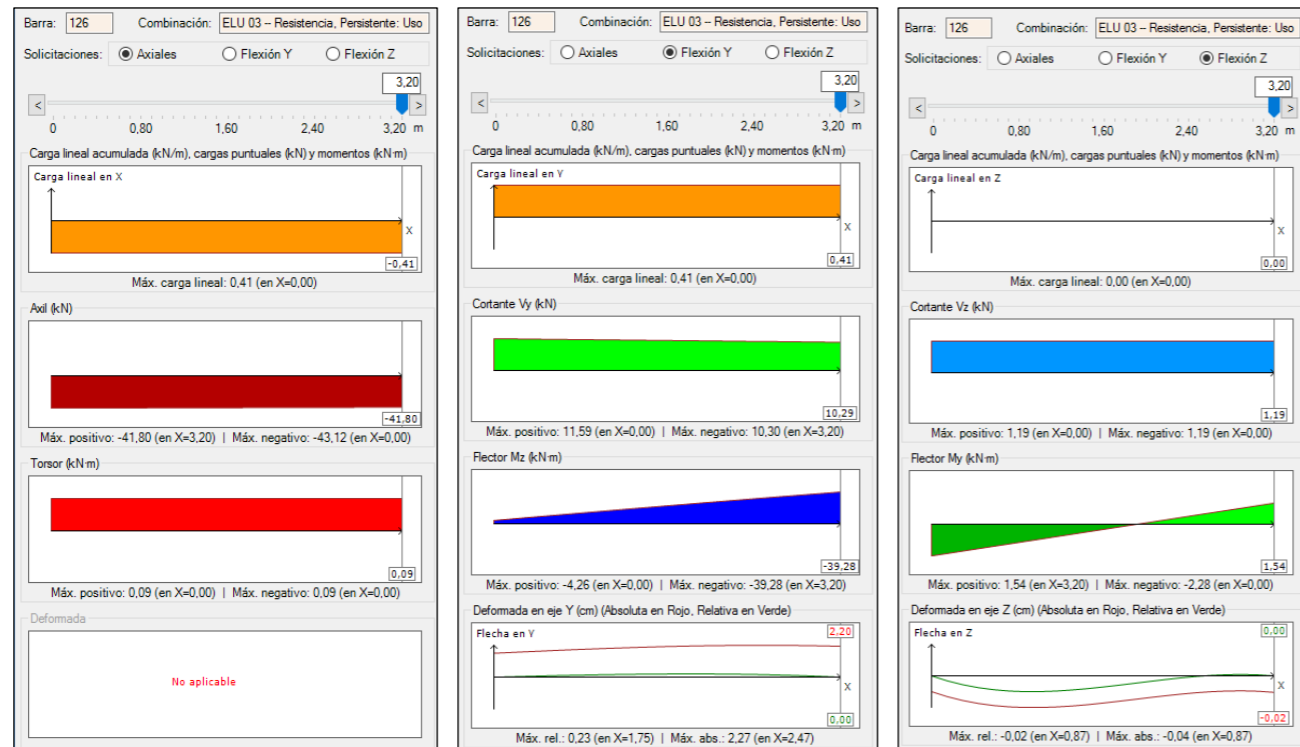 Barra: 126 Combinación: ELU 03 -- Resistencia, Persistente: Uso
Solicitaciones: Axiales Flexión Y Flexión Z
3,20
< >
0 0,80 1,60 2,40 3,20 m
Carga lineal acumulada (kN/m), cargas puntuales (kN) y momentos (kN·m)
Carga lineal en X
X
-0,41
Máx. carga lineal: 0,41 (en X=0,00)
Axil (kN)
-41,80
Máx. positivo: -41,80 (en X=3,20) | Máx. negativo: -43,12 (en X=0,00)
Torsor (kN·m)
0,09
Máx. positivo: 0,09 (en X=0,00) | Máx. negativo: 0,09 (en X=0,00)
Deformada
No aplicable
Barra: 126 Combinación: ELU 03 -- Resistencia, Persistente: Uso
Solicitaciones: Axiales Flexión Y Flexión Z
3,20
< >
0 0,80 1,60 2,40 3,20 m
Carga lineal acumulada (kN/m), cargas puntuales (kN) y momentos (kN·m)
Carga lineal en Y
X
0,41
Máx. carga lineal: 0,41 (en X=0,00)
Cortante Vy (kN)
10,29
Máx. positivo: 11,59 (en X=0,00) | Máx. negativo: 10,30 (en X=3,20)
Flector Mz (kN·m)
-39,28
Máx. positivo: -4,26 (en X=0,00) | Máx. negativo: -39,28 (en X=3,20)
Deformada en eje Y (cm) (Absoluta en Rojo, Relativa en Verde)
Flecha en Y
2,20
X
0,00
Máx. rel.: 0,23 (en X=1,75) | Máx. abs.: 2,27 (en X=2,47)
Barra: 126 Combinación: ELU 03 -- Resistencia, Persistente: Uso
Solicitaciones: Axiales Flexión Y Flexión Z
3,20
< >
0 0,80 1,60 2,40 3,20 m
Carga lineal acumulada (kN/m), cargas puntuales (kN) y momentos (kN·m)
Carga lineal en Z
X
0,00
Máx. carga lineal: 0,00 (en X=0,00)
Cortante Vz (kN)
1,19
Máx. positivo: 1,19 (en X=0,00) | Máx. negativo: 1,19 (en X=0,00)
Flector My (kN·m)
1,54
Máx. positivo: 1,54 (en X=3,20) | Máx. negativo: -2,28 (en X=0,00)
Deformada en eje Z (cm) (Absoluta en Rojo, Relativa en Verde)
Flecha en Z
0,00
X
-0,02
Máx. rel.: -0,02 (en X=0,87) | Máx. abs.: -0,04 (en X=0,87)